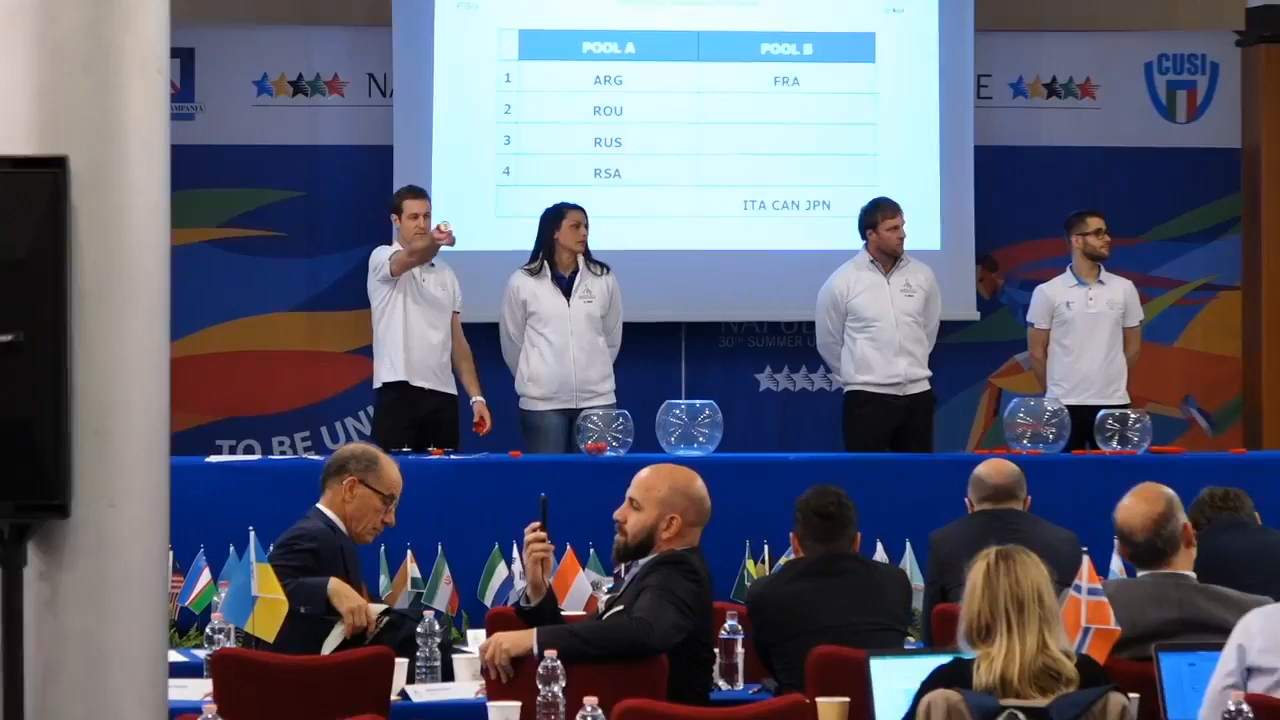 POOL A POOL B
1 ARG FRA
2 ROU
3 RUS
4 RSA
ITA CAN JPN
CUSI
30TH SUMMER U
TO BE UNI